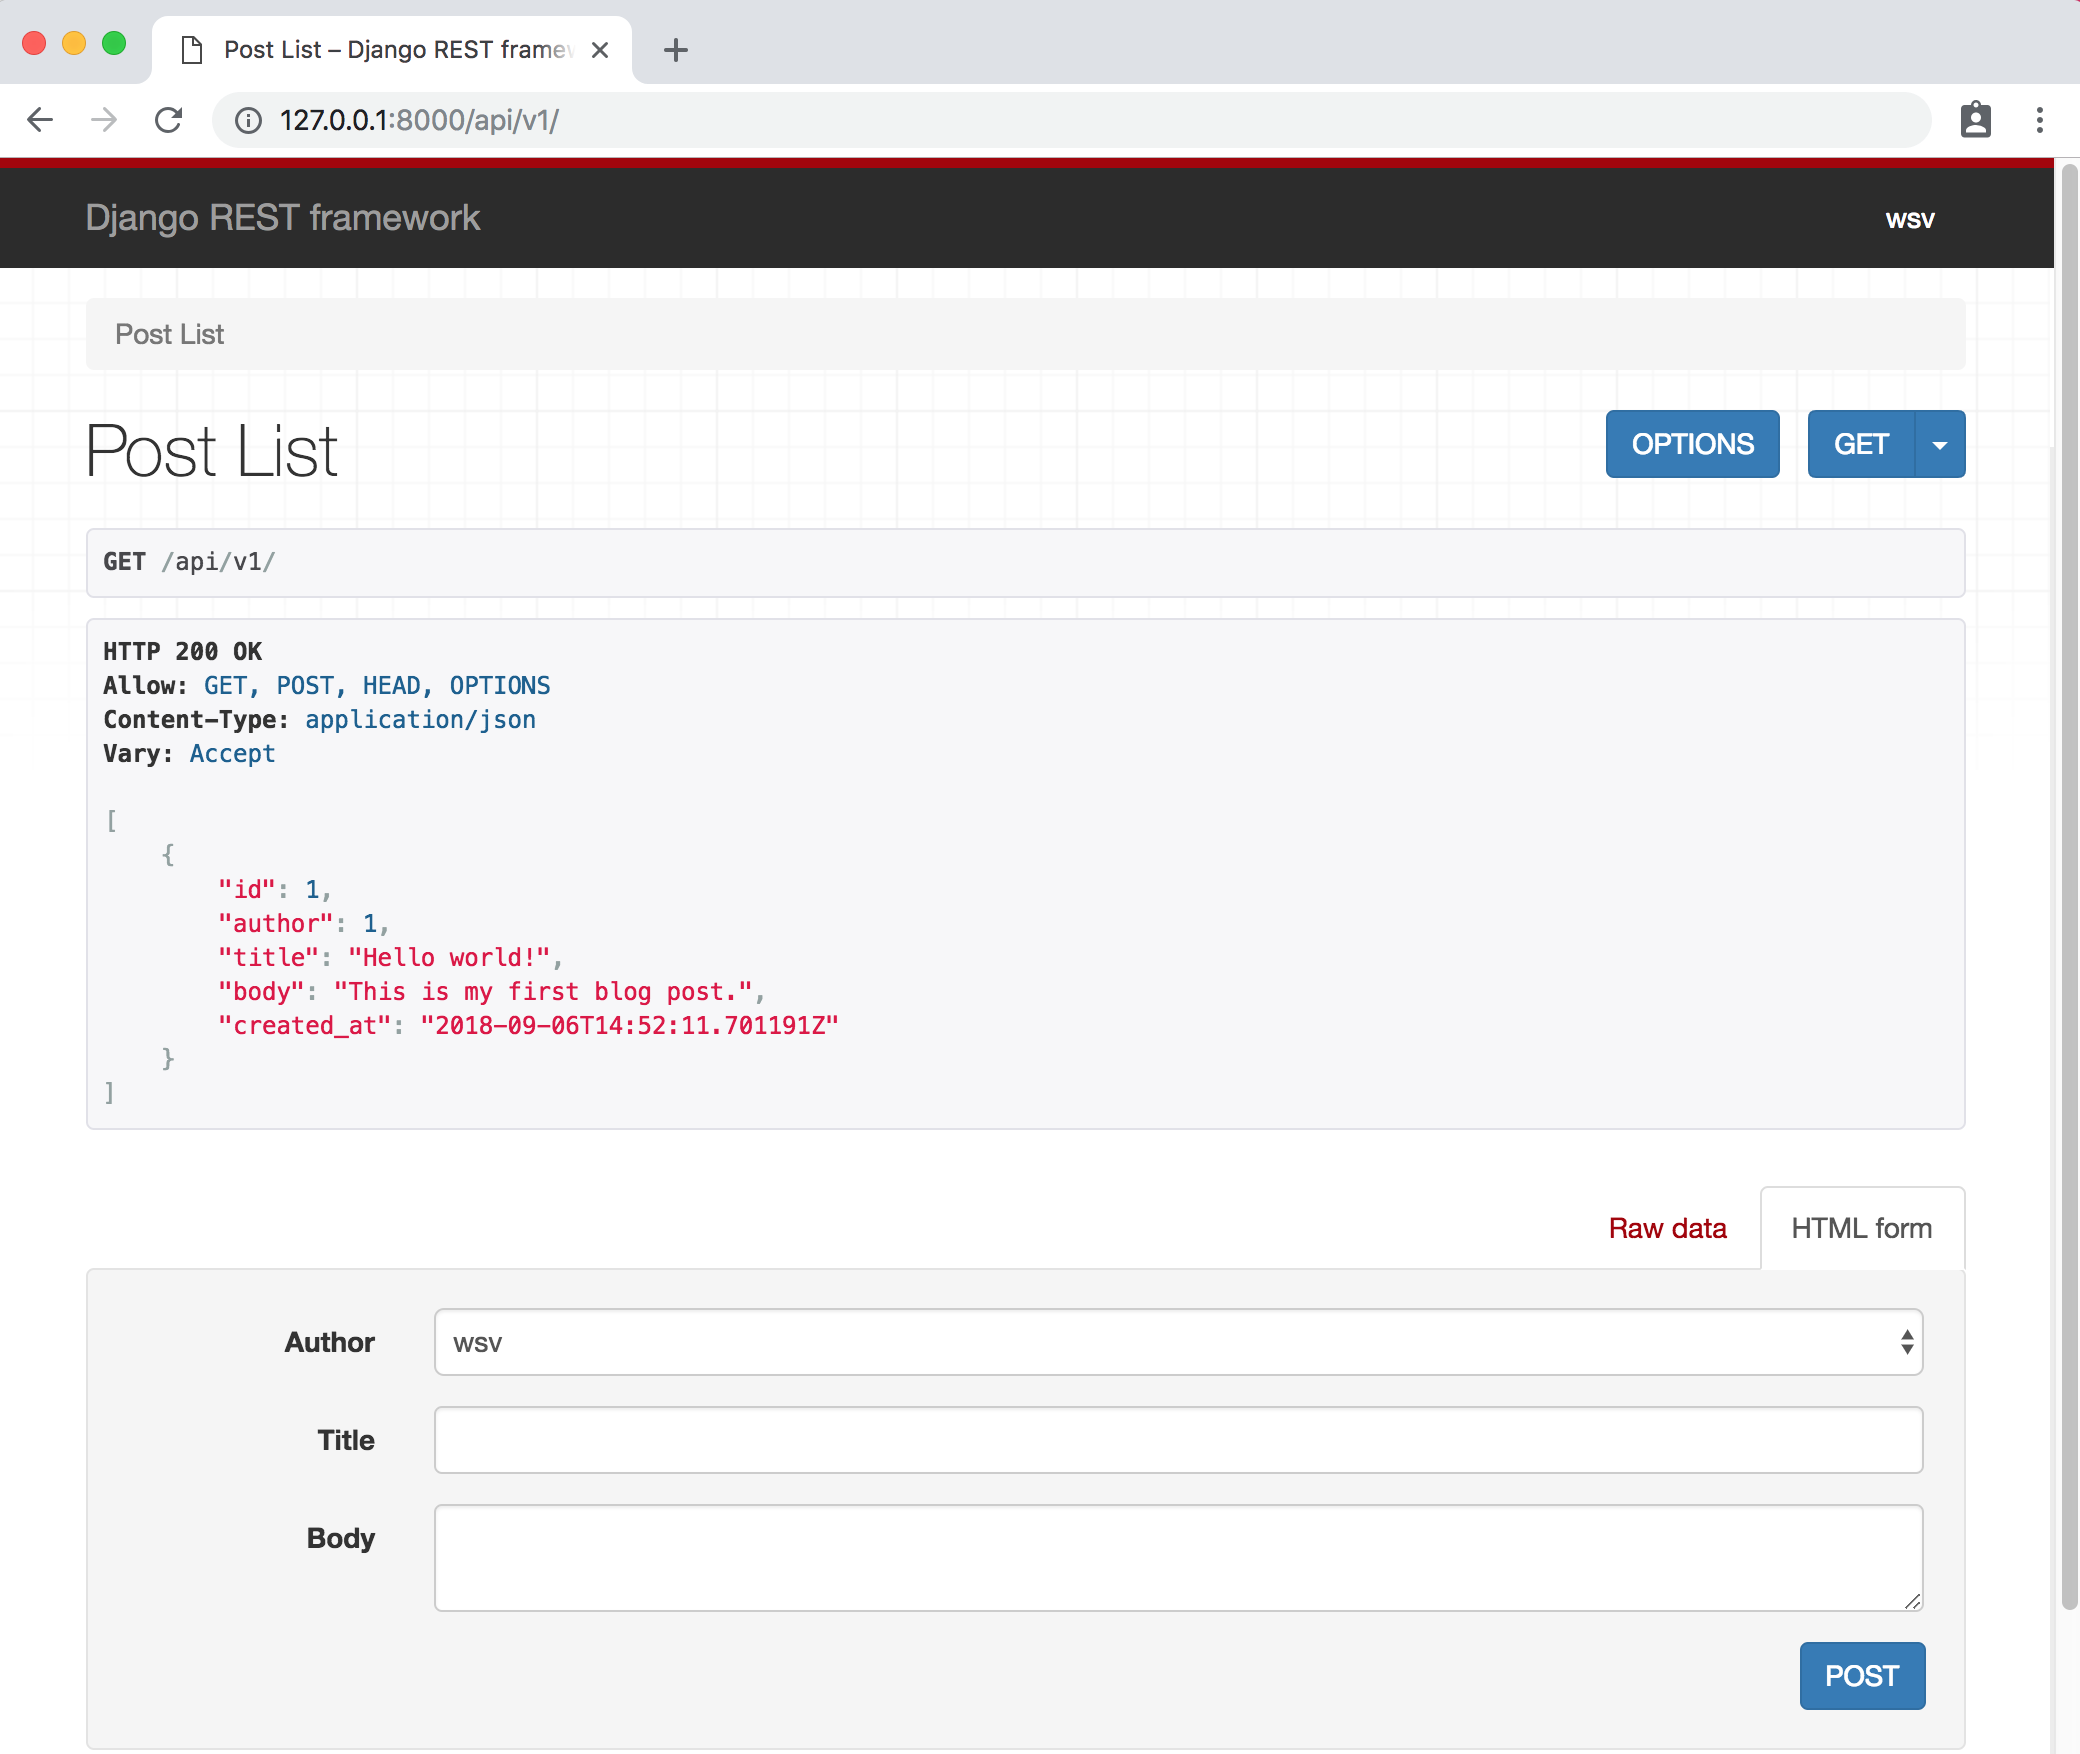 Post List – Django REST framew
127.0.0.1:8000/api/v1/
Django REST framework
wsv
Post List
Post List
OPTIONS
GET
GET /api/v1/
HTTP 200 OK
Allow: GET, POST, HEAD, OPTIONS
Content-Type: application/json
Vary: Accept
[
    {
        "id": 1,
        "author": 1,
        "title": "Hello world!",
        "body": "This is my first blog post.",
        "created_at": "2018-09-06T14:52:11.701191Z"
    }
]
Raw data
HTML form
Author
wsv
Title
Body
POST